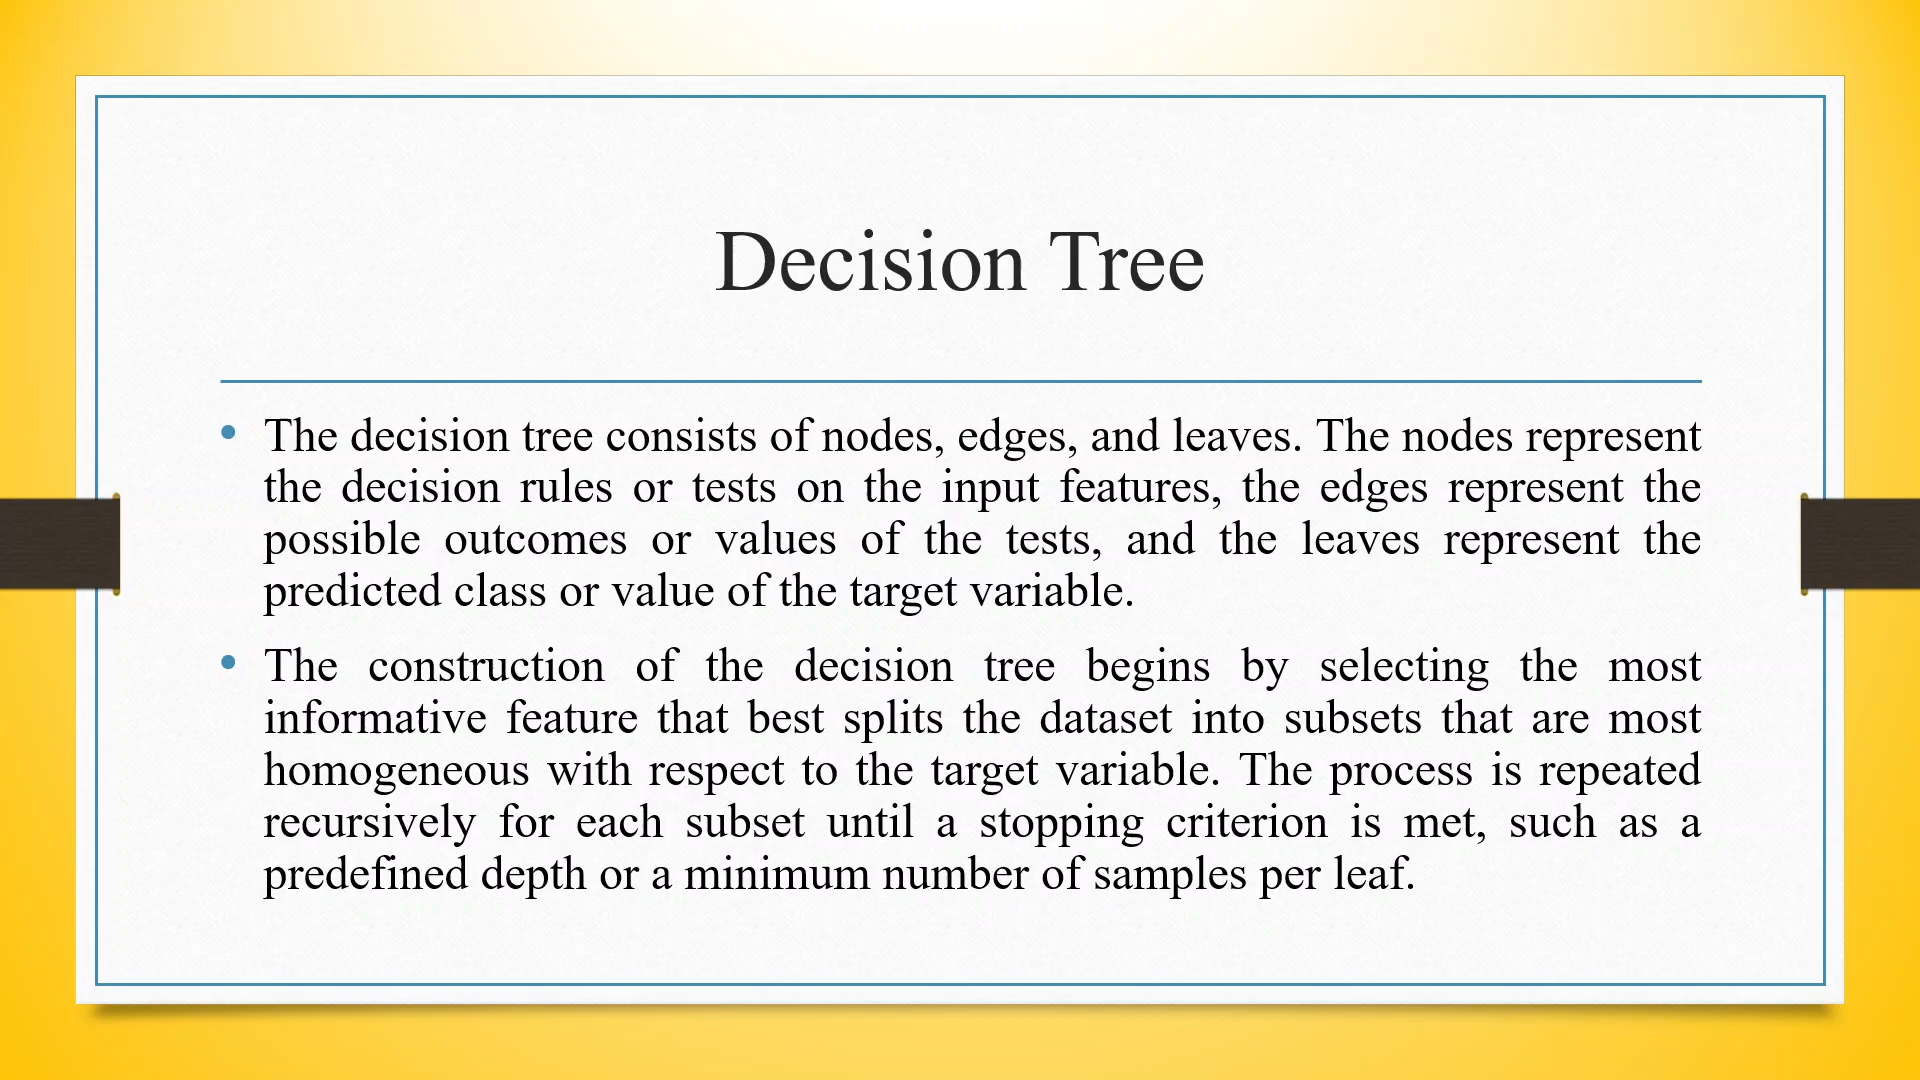 Decision Tree
• The decision tree consists of nodes, edges, and leaves. The nodes represent
the decision rules or tests on the input features, the edges represent the
possible outcomes or values of the tests, and the leaves represent the
predicted class or value of the target variable.
• The construction of the decision tree begins by selecting the most
informative feature that best splits the dataset into subsets that are most
homogeneous with respect to the target variable. The process is repeated
recursively for each subset until a stopping criterion is met, such as a
predefined depth or a minimum number of samples per leaf.